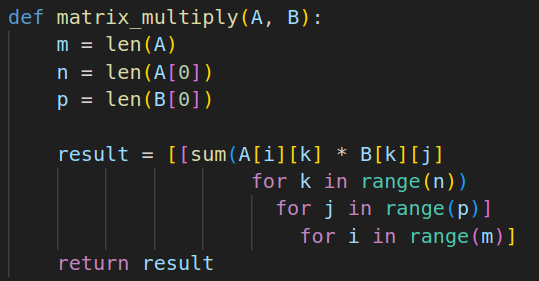 def matrix_multiply(A, B):
    m = len(A)
    n = len(A[0])
    p = len(B[0])

    result = [[sum(A[i][k] * B[k][j]
                    for k in range(n))
                      for j in range(p)]
                        for i in range(m)]
    return result